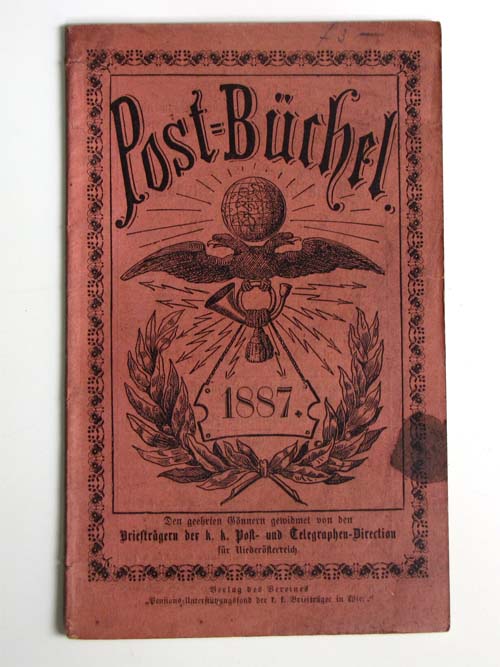 Post=Büchel.
1887.
Den geehrten Gönnern gewidmet von den
Briefträgern der k. k. Post- und Telegraphen-Direction
für Niederösterreich.
Verlag des Vereines
„Pensions-Unterstützungsfond der k. k. Briefträger in